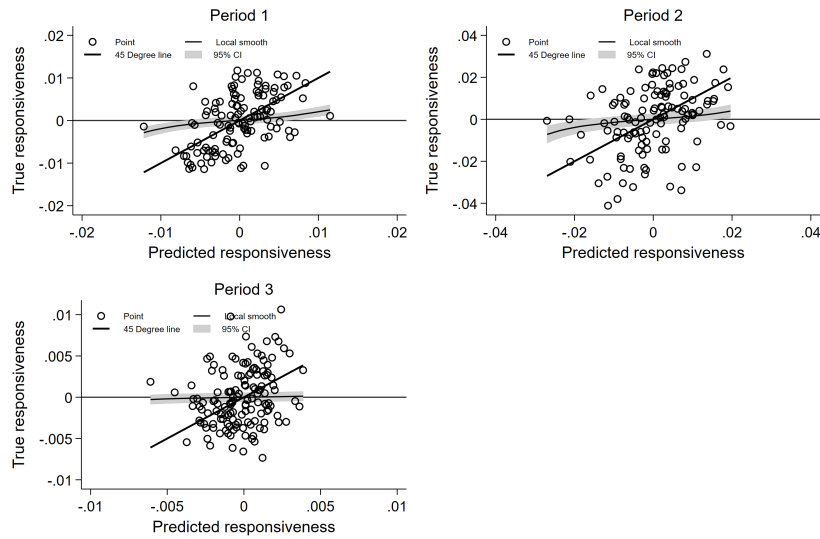 Period 1
Point
Local smooth
45 Degree line
95% CI
.02
.01
0
-.01
-.02
True responsiveness
-.02
-.01
0
.01
.02
Predicted responsiveness
Period 2
Point
Local smooth
45 Degree line
95% CI
.04
.02
0
-.02
-.04
True responsiveness
-.04
-.02
0
.02
.04
Predicted responsiveness
Period 3
Point
Local smooth
45 Degree line
95% CI
.01
.005
0
-.005
-.01
True responsiveness
-.01
-.005
0
.005
.01
Predicted responsiveness